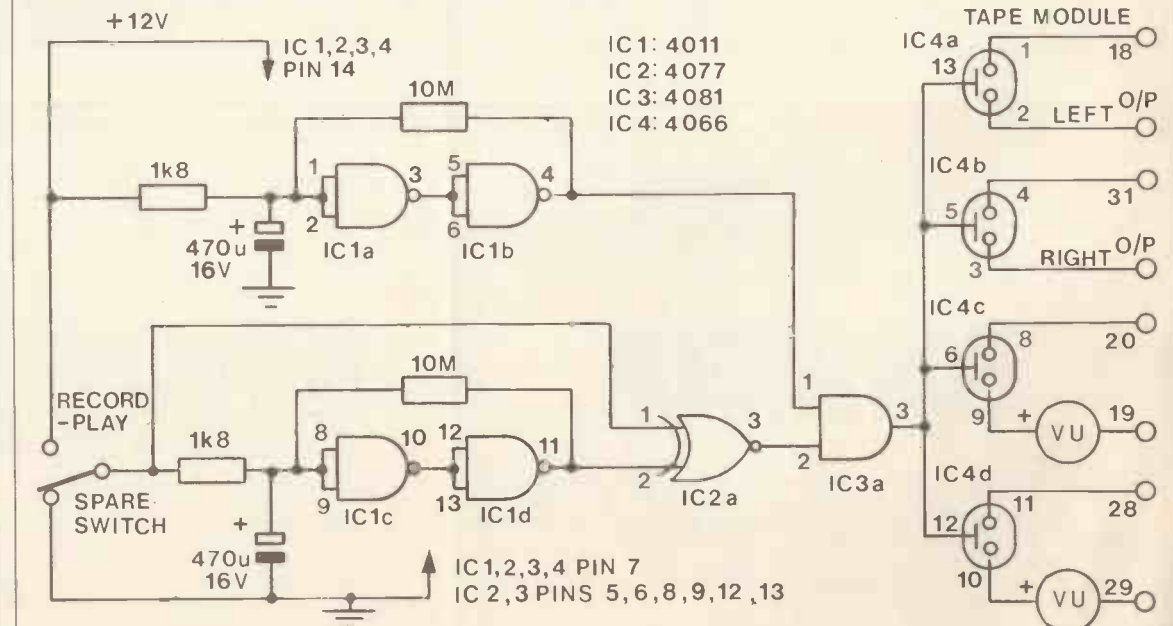 +12V
IC 1,2,3,4
PIN 14
IC 1: 4011
IC 2: 4077
IC 3: 4081
IC 4: 4066
TAPE MODULE
10M
1k8
1
2
3
5
6
4
IC1a
IC1b
+
470u
16V
IC4a
13
1
18
2
LEFT O/P
IC4b
5
4
31
3
RIGHT O/P
IC4c
6
8
20
9
+
VU
19
IC4d
12
11
28
10
+
VU
29
RECORD
-PLAY
SPARE
SWITCH
1k8
10M
8
9
10
12
13
11
IC1c
IC1d
+
470u
16V
1
2
3
IC2a
1
2
3
IC3a
IC 1,2,3,4 PIN 7
IC 2,3 PINS 5,6,8,9,12,13